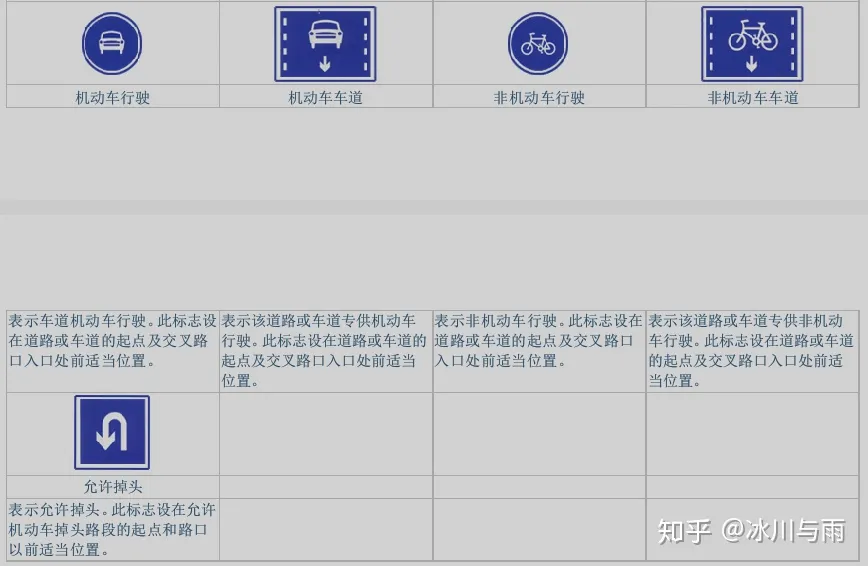 机动车行驶
机动车车道
非机动车行驶
非机动车车道
表示车道机动车行驶。此标志设
在道路或车道的起点及交叉路
口入口处前适当位置。
表示该道路或车道专供机动车
行驶。此标志设在道路或车道的
起点及交叉路口入口处前适当
位置。
表示非机动车行驶。此标志设在
道路或车道的起点及交叉路口
入口处前适当位置。
表示该道路或车道专供非机动
车行驶。此标志设在道路或车道
的起点及交叉路口入口处前适
当位置。
允许掉头
表示允许掉头。此标志设在允许
机动车掉头路段的起点和路口
以前适当位置。
知乎 @冰川与雨